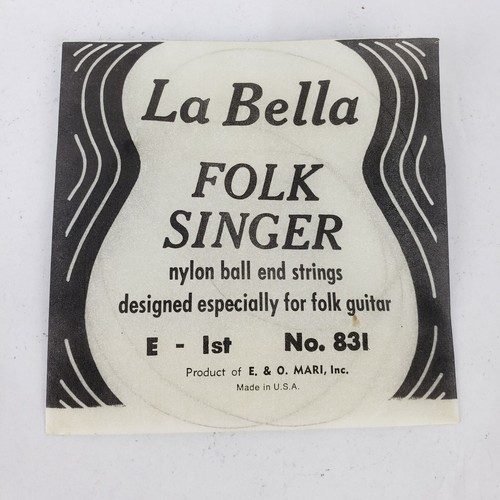 La Bella
FOLK
SINGER
nylon ball end strings
designed especially for folk guitar
E - 1st No. 831
Product of E. & O. MARI, Inc.
Made in U.S.A.